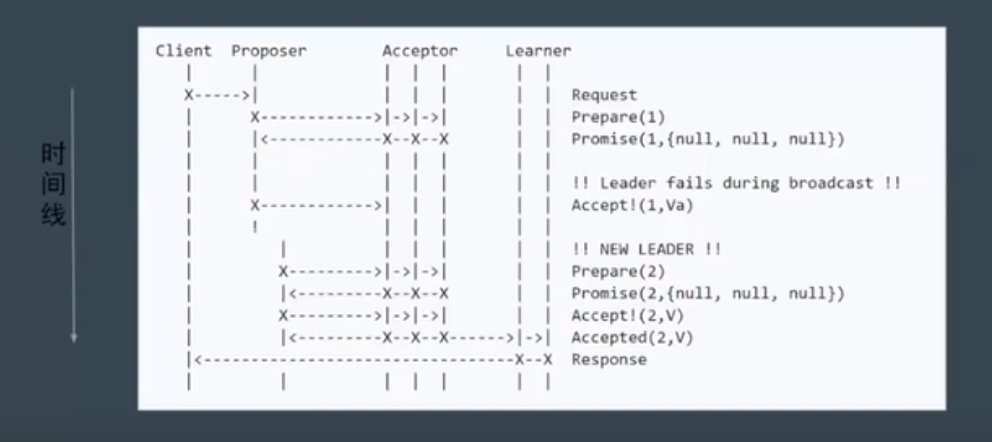 时间线
Client Proposer Acceptor Learner
| | | | | | |
X----->| | | | | | Request
| X------------>|->|->| | | Prepare(1)
| |<------------X--X--X | | Promise(1,{null, null, null})
| | | | | | |
| | | | | | | !! Leader fails during broadcast !!
| X------------>| | | | | Accept!(1,Va)
| ! | | | | |
| | | | | | | !! NEW LEADER !!
| X--------->|->|->| | | Prepare(2)
| |<---------X--X--X | | Promise(2,{null, null, null})
| X--------->|->|->| | | Accept!(2,V)
| |<---------X--X--X------>|->| Accepted(2,V)
|<---------------------------------X--X Response
| | | | | | |